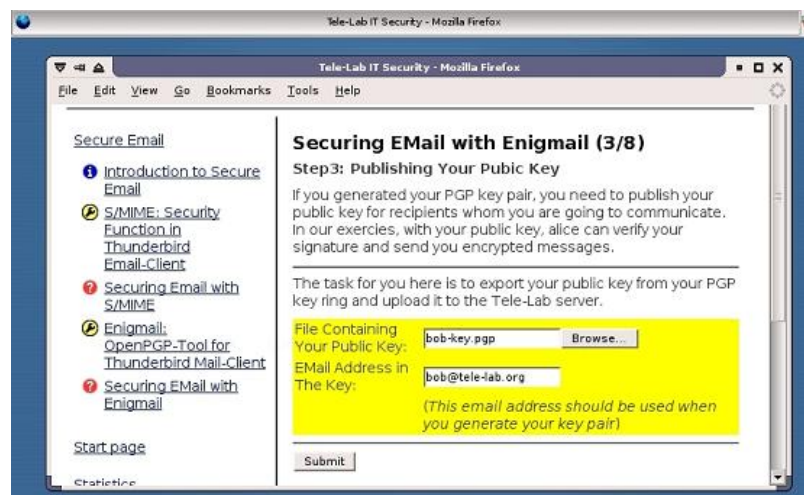 Tele-Lab IT Security - Mozilla Firefox
Tele-Lab IT Security - Mozilla Firefox
File Edit View Go Bookmarks Tools Help
Secure Email
Introduction to Secure
Email
S/MIME: Security
Function in
Thunderbird
Email-Client
Securing Email with
S/MIME
Enigmail:
OpenPGP-Tool for
Thunderbird Mail-Client
Securing EMail with
Enigmail
Start page
Statistics
Securing EMail with Enigmail (3/8)
Step3: Publishing Your Pubic Key
If you generated your PGP key pair, you need to publish your
public key for recipients whom you are going to communicate.
In our exercies, with your public key, alice can verify your
signature and send you encrypted messages.
The task for you here is to export your public key from your PGP
key ring and upload it to the Tele-Lab server.
File Containing
Your Public Key:
bob-key.pgp Browse...
EMail Address in
The Key:
bob@tele-lab.org
(This email address should be used when
you generate your key pair)
Submit